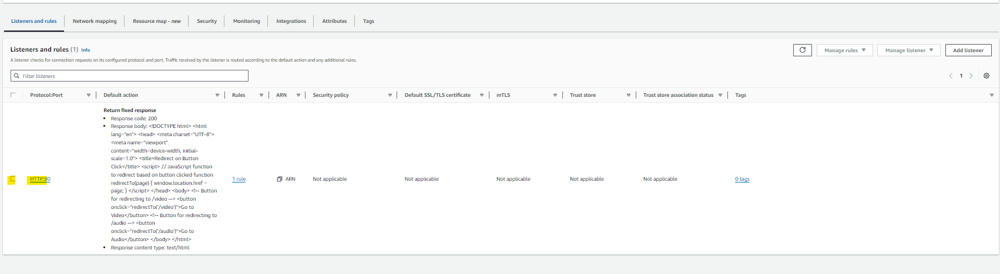 Listeners and rules Network mapping Resource map - new Security Monitoring Integrations Attributes Tags
Listeners and rules (1) Info
A listener checks for connection requests on its configured protocol and port. Traffic received by the listener is routed according to the default action and any additional rules.
Manage rules Manage listener Add listener
Filter listeners
1
Protocol:Port Default action Rules ARN Security policy Default SSL/TLS certificate mTLS Trust store Trust store association status Tags
HTTP:80
Return fixed response
Response code: 200
Response body: <!DOCTYPE html> <html
lang="en"> <head> <meta charset="UTF-8">
<meta name="viewport"
content="width=device-width, initial-
scale=1.0"> <title>Redirect on Button
Click</title> <script> // JavaScript function
to redirect based on button clicked function
redirectTo(page) { window.location.href =
page; } </script> </head> <body> <!-- Button
for redirecting to /video --> <button
onclick="redirectTo('/video')">Go to
Video</button> <!-- Button for redirecting to
/audio --> <button
onclick="redirectTo('/audio')">Go to
Audio</button> </body> </html>
Response content type: text/html
1 rule
ARN
Not applicable
Not applicable
Not applicable
Not applicable
Not applicable
0 tags